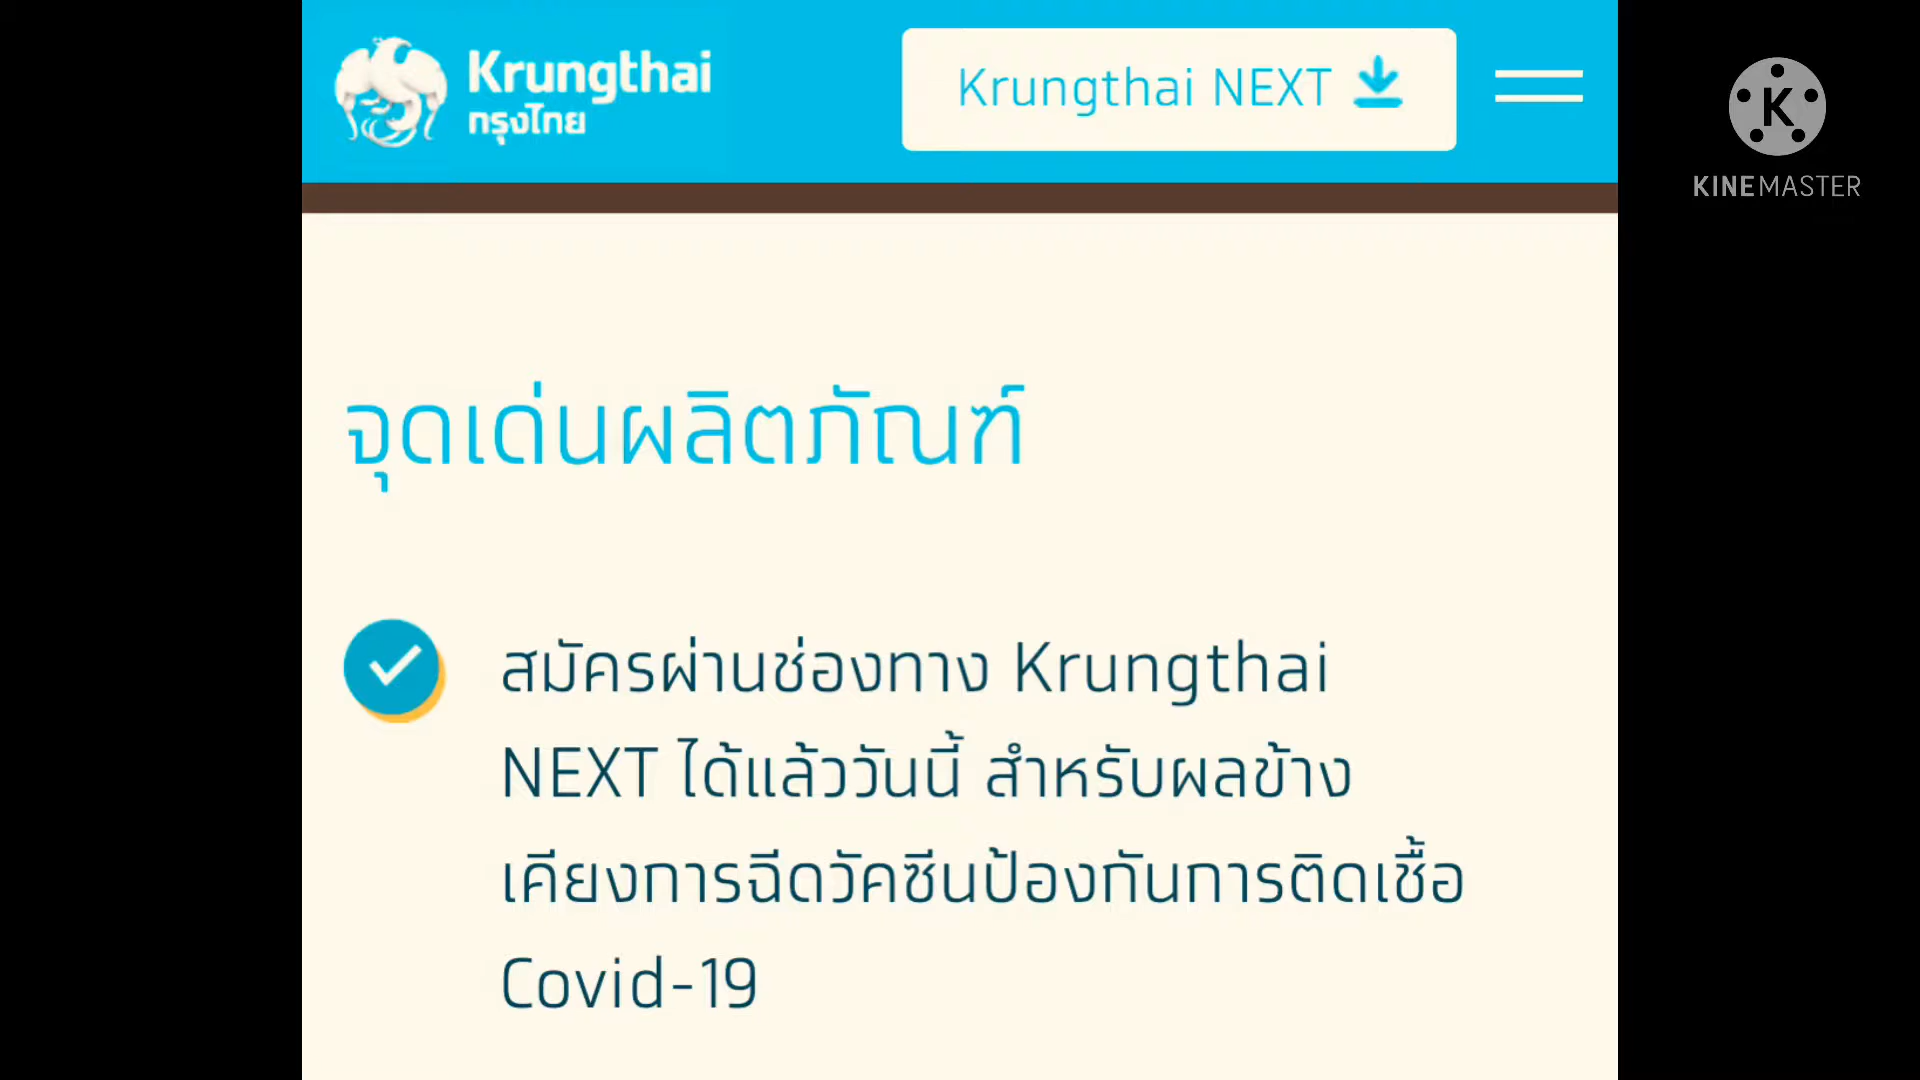 Krungthai
กรุงไทย
Krungthai NEXT
K
KINEMASTER
จุดเด่นผลิตภัณฑ์
สมัครผ่านช่องทาง Krungthai
NEXT ได้แล้ววันนี้ สำหรับผลข้าง
เคียงการฉีดวัคซีนป้องกันการติดเชื้อ
Covid-19